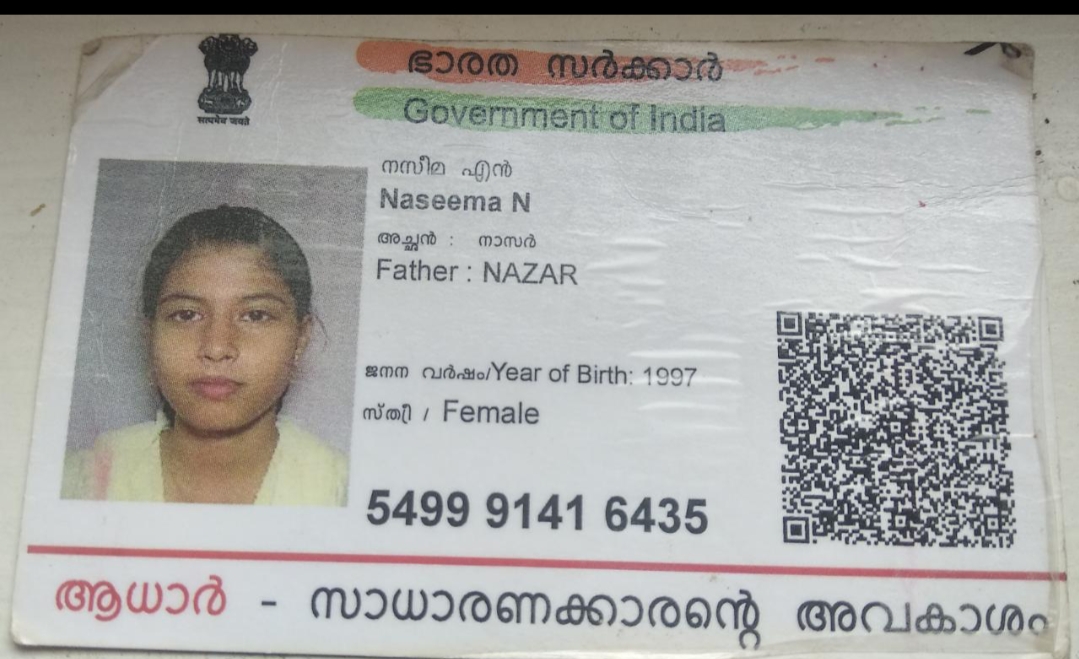 ഭാരത സർക്കാർ
Government of India
सत्यमेव जयते
നസീമ എൻ
Naseema N
അച്ഛൻ : നാസർ
Father : NAZAR
ജനന വർഷം/Year of Birth: 1997
സ്ത്രീ / Female
5499 9141 6435
ആധാർ - സാധാരണക്കാരന്റെ അവകാശം